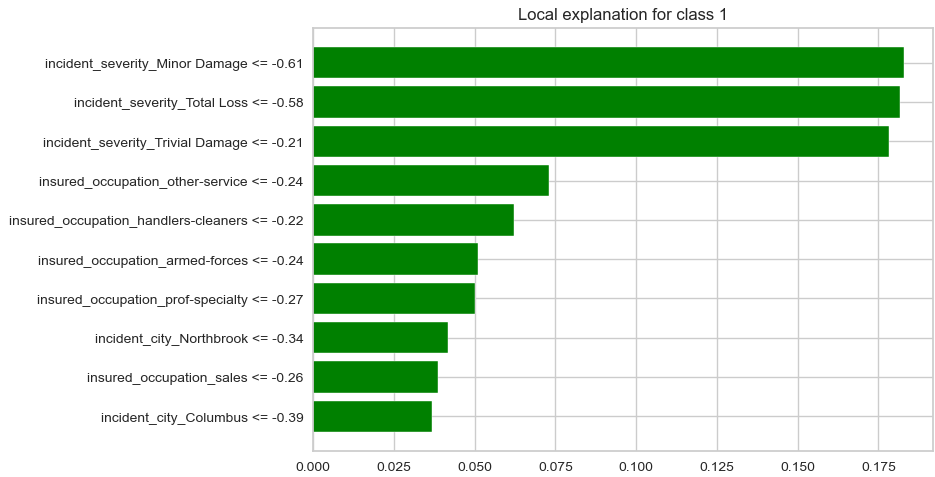 Local explanation for class 1
incident_severity_Minor Damage <= -0.61
incident_severity_Total Loss <= -0.58
incident_severity_Trivial Damage <= -0.21
insured_occupation_other-service <= -0.24
insured_occupation_handlers-cleaners <= -0.22
insured_occupation_armed-forces <= -0.24
insured_occupation_prof-specialty <= -0.27
incident_city_Northbrook <= -0.34
insured_occupation_sales <= -0.26
incident_city_Columbus <= -0.39
0.000 0.025 0.050 0.075 0.100 0.125 0.150 0.175